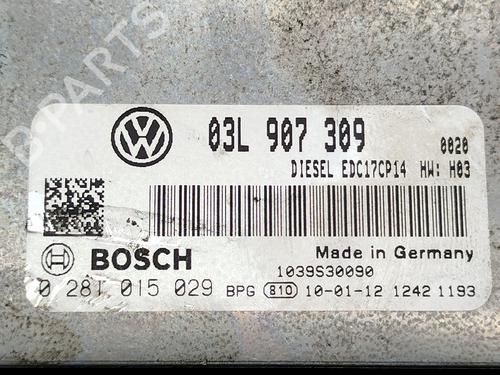 B-PARTS
03L 907 309
0020
DIESEL EDC17CP14 HW: H03
BOSCH
Made in Germany
1039S30090
0 281 015 029 BPG 810 10-01-12 1242 1193